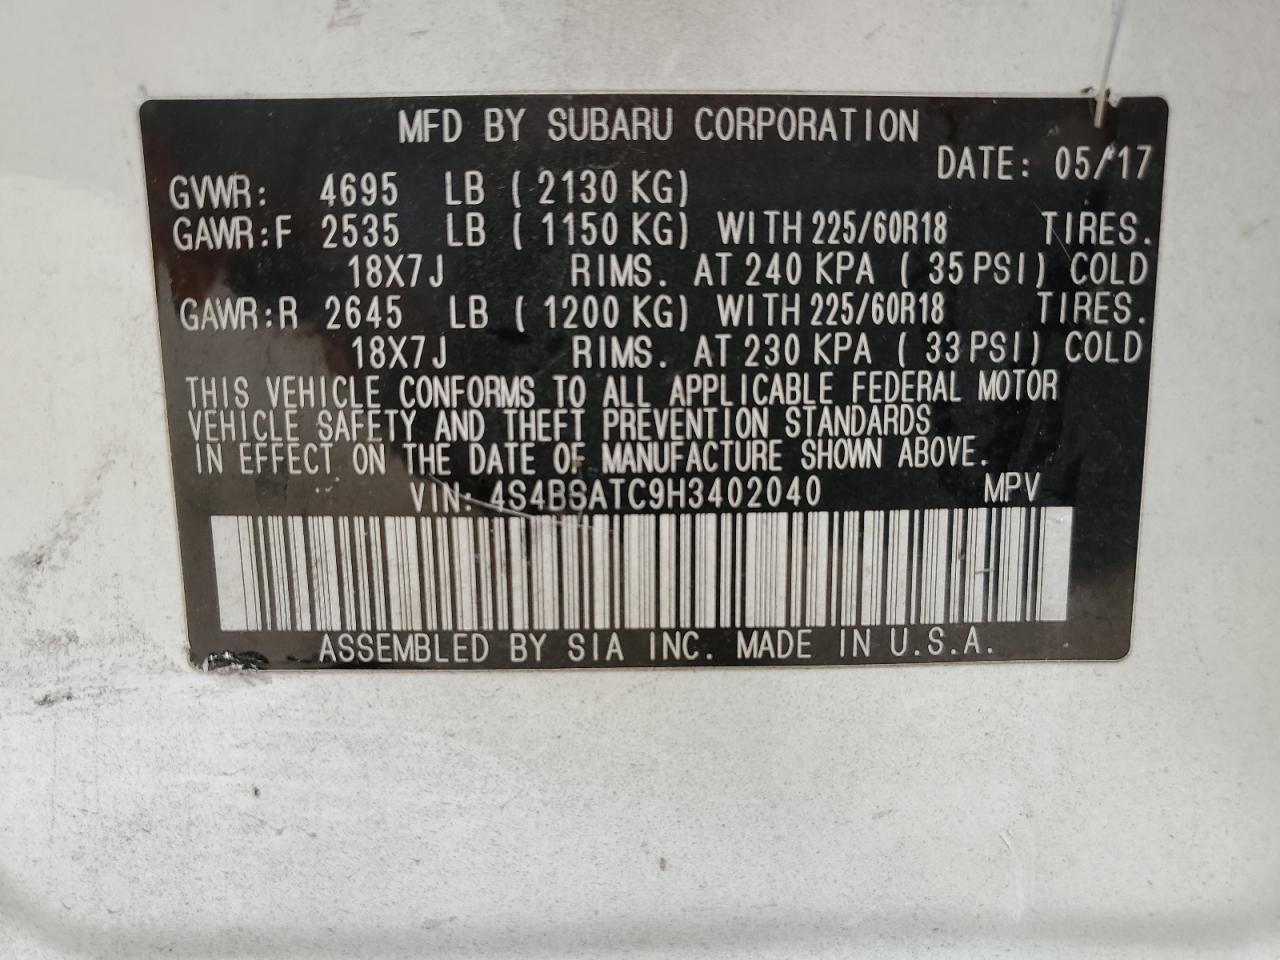 MFD BY SUBARU CORPORATION
DATE: 05/17
GVWR: 4695 LB ( 2130 KG)
GAWR:F 2535 LB ( 1150 KG) WITH 225/60R18 TIRES.
18X7J RIMS. AT 240 KPA ( 35 PSI) COLD
GAWR:R 2645 LB ( 1200 KG) WITH 225/60R18 TIRES.
18X7J RIMS. AT 230 KPA ( 33 PSI) COLD
THIS VEHICLE CONFORMS TO ALL APPLICABLE FEDERAL MOTOR
VEHICLE SAFETY AND THEFT PREVENTION STANDARDS
IN EFFECT ON THE DATE OF MANUFACTURE SHOWN ABOVE.
VIN: 4S4BSATC9H3402040 MPV
ASSEMBLED BY SIA INC. MADE IN U.S.A.